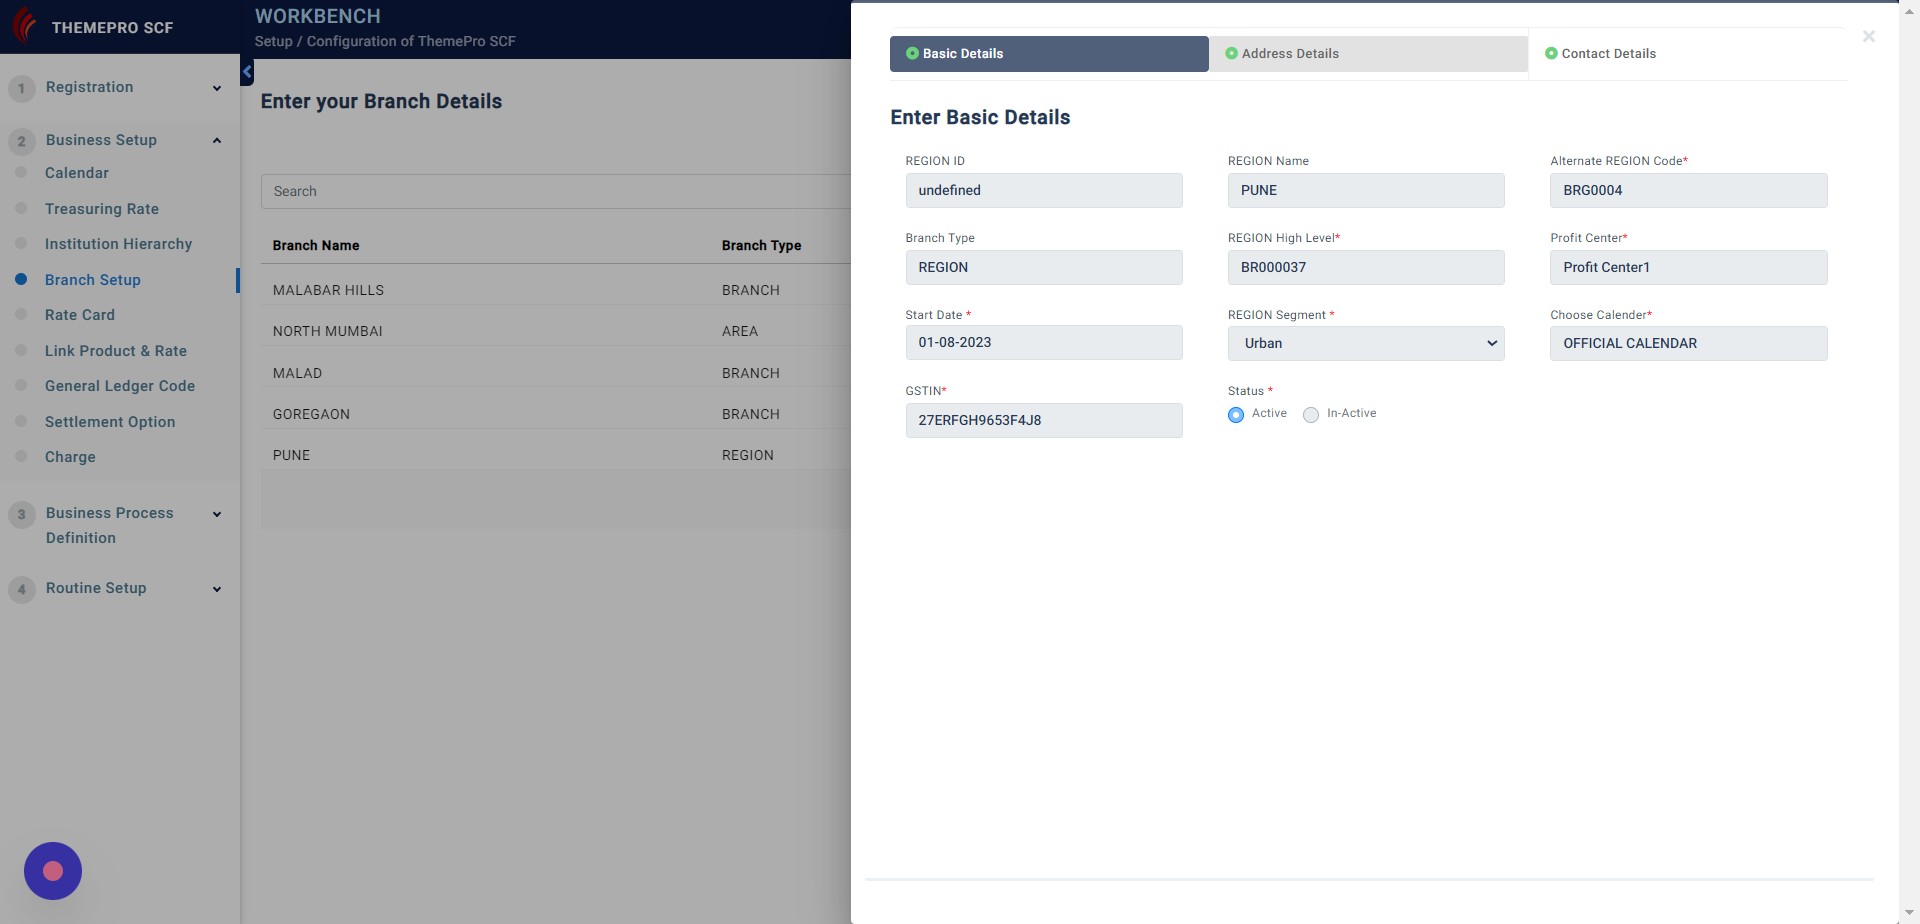 THEMEPRO SCF
WORKBENCH
Setup / Configuration of ThemePro SCF
1 Registration
2 Business Setup
Calendar
Treasuring Rate
Institution Hierarchy
Branch Setup
Rate Card
Link Product & Rate
General Ledger Code
Settlement Option
Charge
3 Business Process
Definition
4 Routine Setup
Enter your Branch Details
Search
Branch Name Branch Type
MALABAR HILLS BRANCH
NORTH MUMBAI AREA
MALAD BRANCH
GOREGAON BRANCH
PUNE REGION
Basic Details Address Details Contact Details
Enter Basic Details
REGION ID REGION Name Alternate REGION Code*
undefined PUNE BRG0004
Branch Type REGION High Level* Profit Center*
REGION BR000037 Profit Center1
Start Date * REGION Segment * Choose Calender*
01-08-2023 Urban OFFICIAL CALENDAR
GSTIN* Status *
27ERFGH9653F4J8 Active In-Active